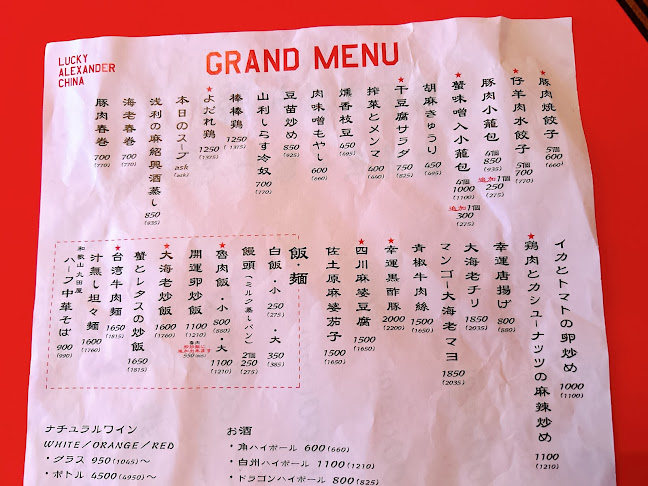 LUCKY
ALEXANDER
CHINA
GRAND MENU
★豚肉焼餃子 5個 600 (660)
★仔羊肉水餃子 5個 700 (770)
豚肉小籠包 4個 850 (935) 追加1個 250 (275)
★蟹味噌入小籠包 4個 1000 (1100) 追加1個 300 (275)
胡麻きゅうり 450 (495)
★干豆腐サラダ 750 (825)
搾菜とメンマ 400 (440)
燻香枝豆 450 (495)
肉味噌もやし 600 (660)
豆苗炒め 850 (925)
山利しらす冷奴 700 (770)
棒棒鶏 1250 (1375)
★よだれ鶏 1250 (1375)
本日のスープ ask (ask)
浅利の麻紹興酒蒸し 850 (935)
海老春巻 700 (770)
豚肉春巻 700 (770)
イカとトマトの卵炒め 1000 (1100)
★鶏肉とカシューナッツの麻辣炒め 1100 (1210)
幸運唐揚げ 800 (880)
大海老チリ 1850 (2035)
マンゴー大海老マヨ 1850 (2035)
青椒牛肉絲 1500 (1650)
★幸運黒酢豚 2000 (2200)
★四川麻婆豆腐 1500 (1650)
佐土原麻婆茄子 1500 (1650)
飯・麺
白飯・小 250 (275)・大 350 (385)
饅頭(ミルク蒸しパン) 2個 250 (275)
★魯肉飯・小 800 (880)・大 1100 (1210)
開運卵炒飯 1100 (1210)
★大海老炒飯 1600 (1760)
蟹とレタスの炒飯 1650 (1815)
★台湾牛肉麺 1650 (1815)
汁無し坦々麺 1600 (1760)
和歌山 丸田屋
ハーフ中華そば 900 (990)
ナチュラルワイン
WHITE/ORANGE/RED
・グラス 950(1045)〜
・ボトル 4500(4950)〜
お酒
・角ハイボール 600(660)
・白州ハイボール 1100(1210)
・ドラゴンハイボール 800(825)